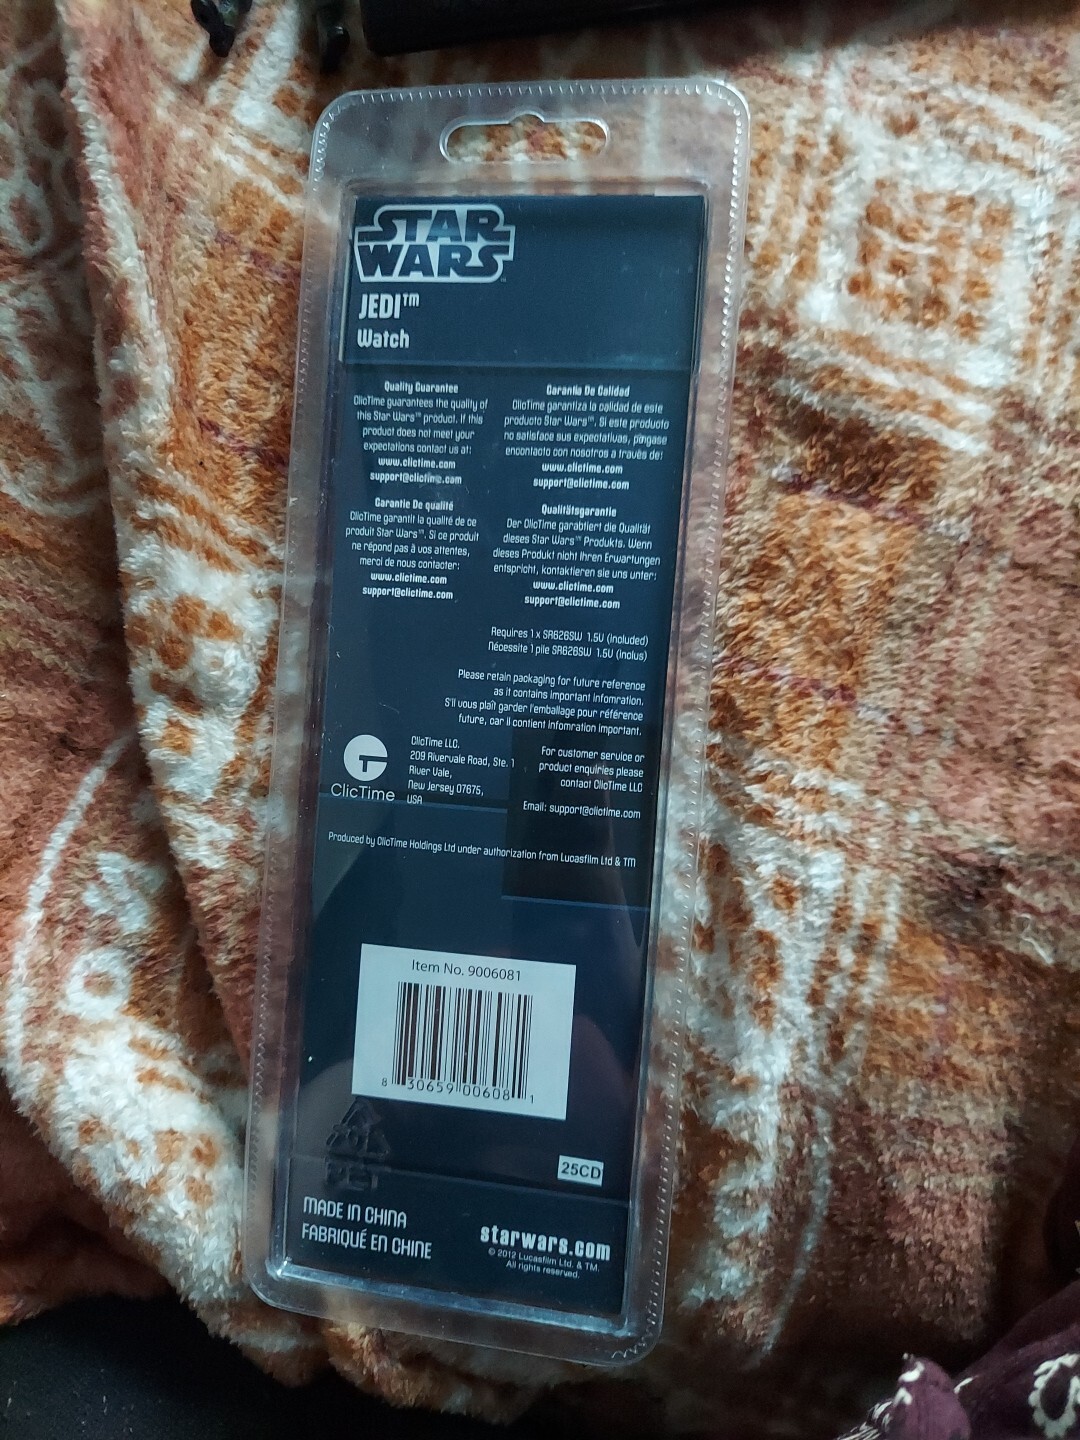 STAR
WARS
JEDI™
Watch
Quality Guarantee
ClicTime guarantees the quality of
this Star Wars™ product. If this
product does not meet your
expectations contact us at:
www.clictime.com
support@clictime.com
Garantía De Calidad
ClicTime garantiza la calidad de este
producto Star Wars™. Si este producto
no satisface sus expectativas, póngase
encontacto con nosotros a través de:
www.clictime.com
support@clictime.com
Garantie De qualité
ClicTime garantit la qualité de ce
produit Star Wars™. Si ce produit
ne répond pas à vos attentes,
merci de nous contacter:
www.clictime.com
support@clictime.com
Qualitätsgarantie
Der ClicTime garabtiert die Qualität
dieses Star Wars™ Produkts. Wenn
dieses Produkt nicht Ihren Erwartungen
entspricht, kontaktieren sie uns unter:
www.clictime.com
support@clictime.com
Requires 1 x SR626SW 1.5V (included)
Nécessite 1 pile SR626SW 1.5V (inclus)
Please retain packaging for future reference
as it contains important infomration.
S'il vous plaît garder l'emballage pour référence
future, car il contient infomration important.
ClicTime
ClicTime LLC.
209 Rivervale Road, Ste. 1
River Vale,
New Jersey 07675,
USA
For customer service or
product enquiries please
contact ClicTime LLC
Email: support@clictime.com
Produced by ClicTime Holdings Ltd under authorization from Lucasfilm Ltd & TM
Item No. 9006081
8 30659 00608 1
25CD
MADE IN CHINA
FABRIQUÉ EN CHINE
starwars.com
© 2012 Lucasfilm Ltd. & TM.
All rights reserved.